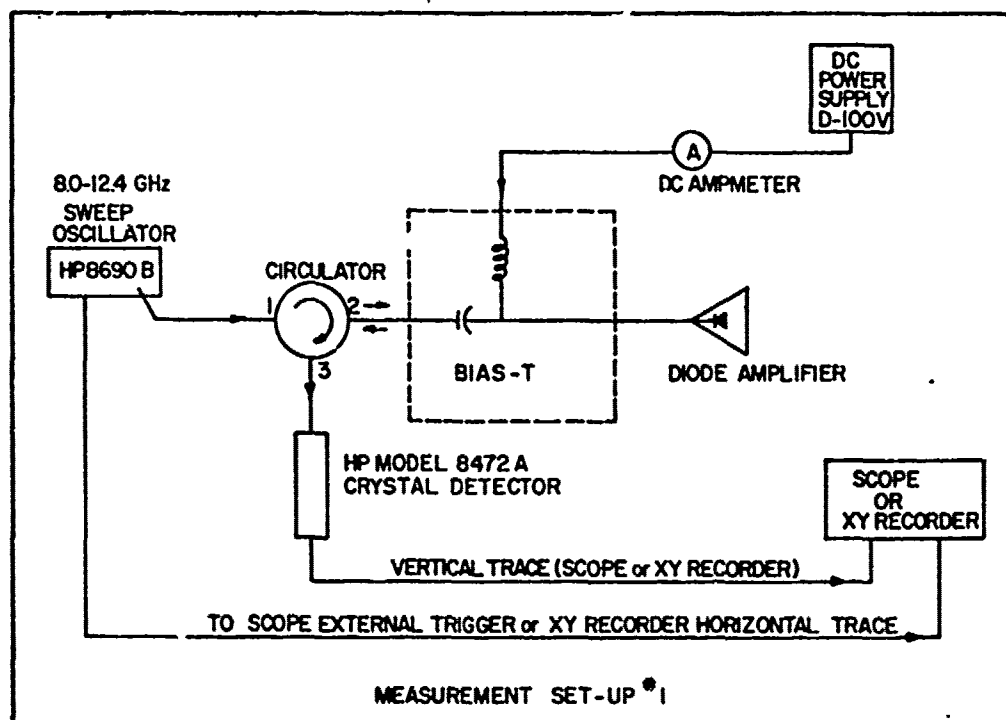 DC
POWER
SUPPLY
D-100V
A
DC AMPMETER
8.0-12.4 GHz
SWEEP
OSCILLATOR
HP8690 B
CIRCULATOR
1
2
3
BIAS-T
DIODE AMPLIFIER
HP MODEL 8472 A
CRYSTAL DETECTOR
SCOPE
OR
XY RECORDER
VERTICAL TRACE (SCOPE or XY RECORDER)
TO SCOPE EXTERNAL TRIGGER or XY RECORDER HORIZONTAL TRACE
MEASUREMENT SET-UP #1